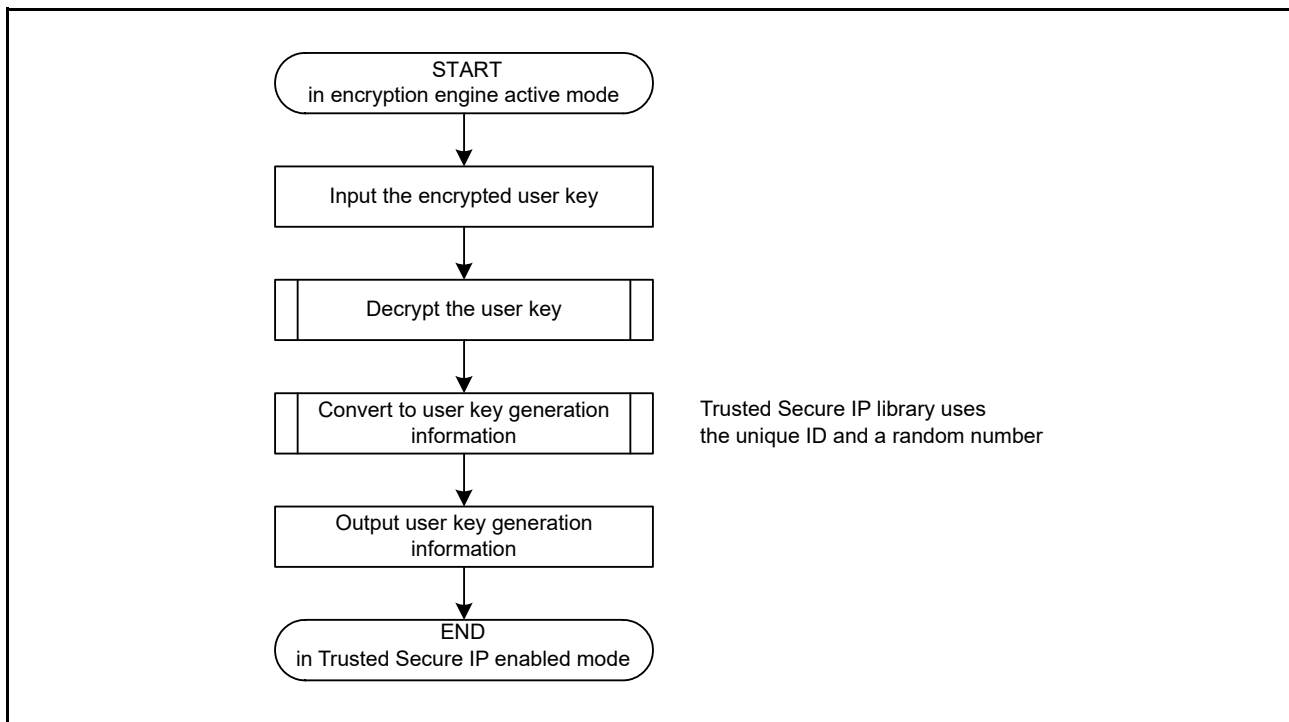 START
in encryption engine active mode
Input the encrypted user key
Decrypt the user key
Convert to user key generation
information
Trusted Secure IP library uses
the unique ID and a random number
Output user key generation
information
END
in Trusted Secure IP enabled mode